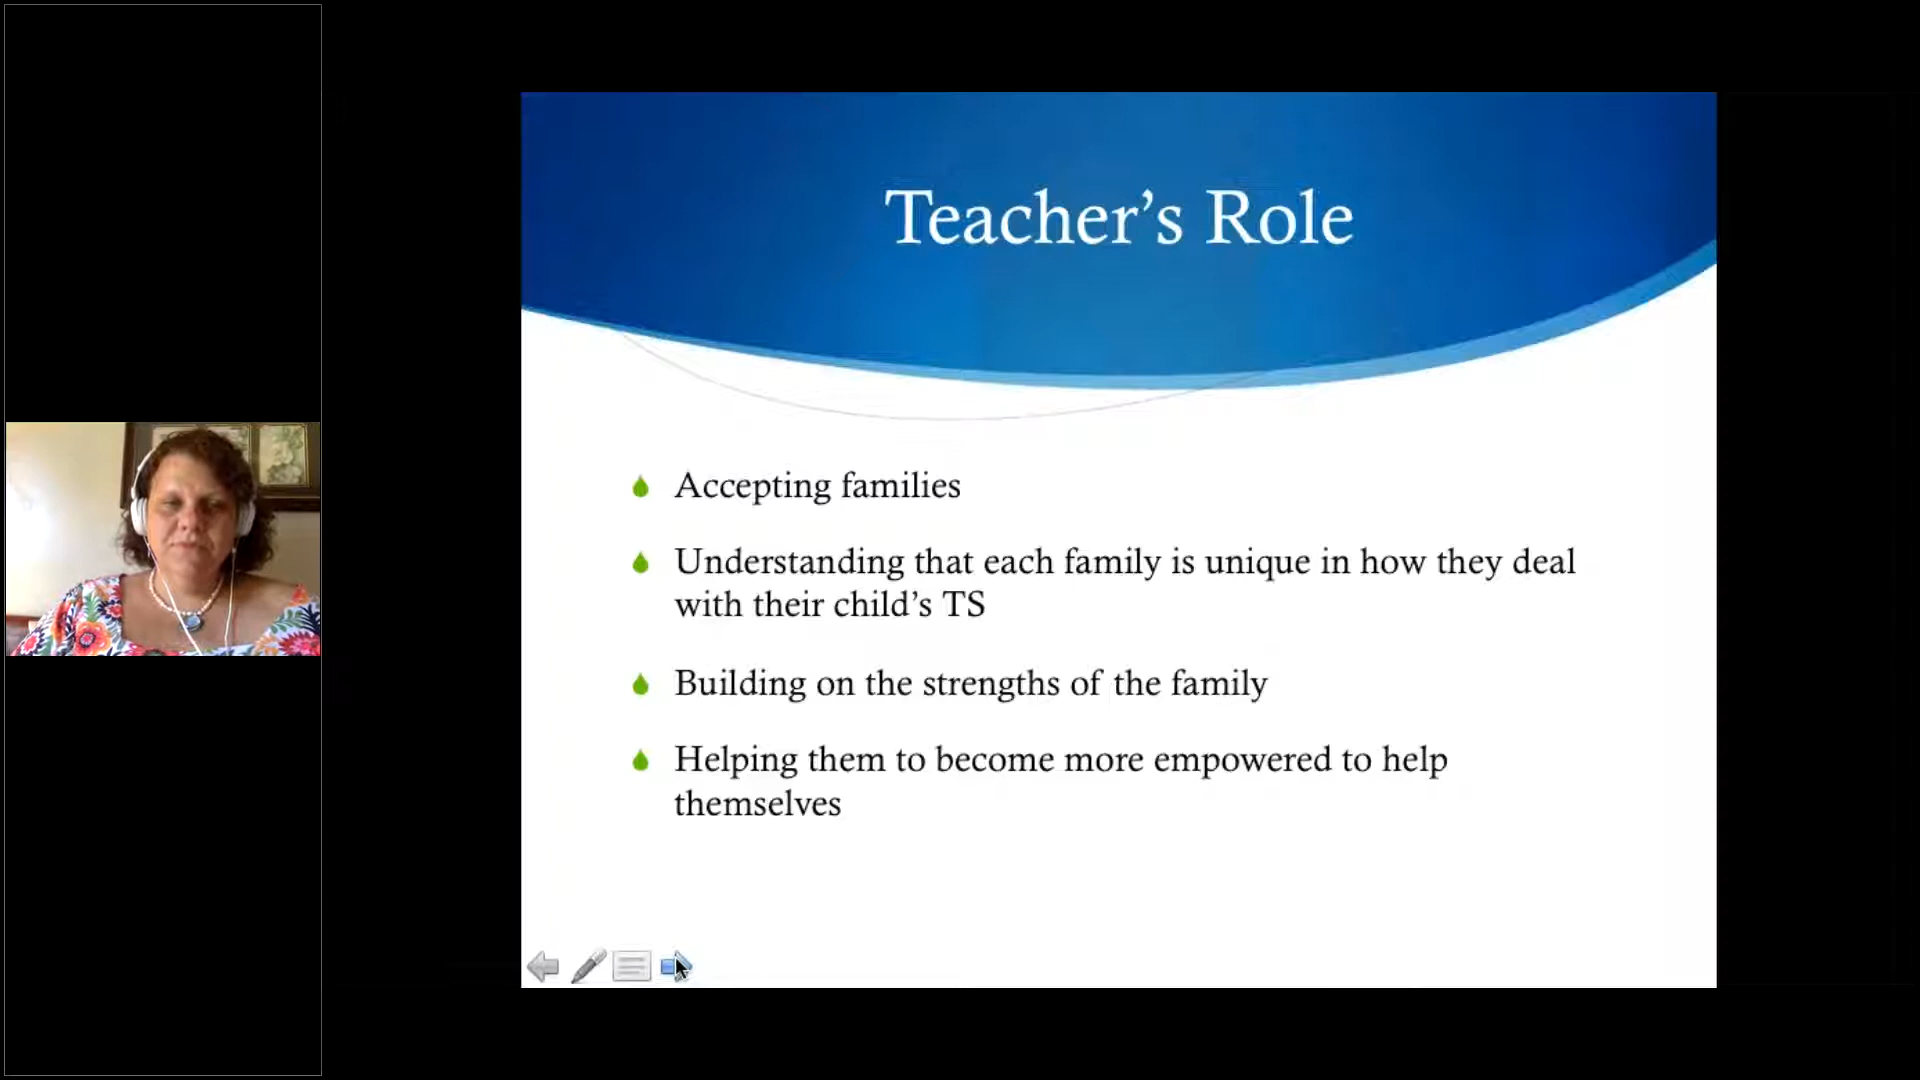 Teacher’s Role
Accepting families
Understanding that each family is unique in how they deal
with their child’s TS
Building on the strengths of the family
Helping them to become more empowered to help
themselves